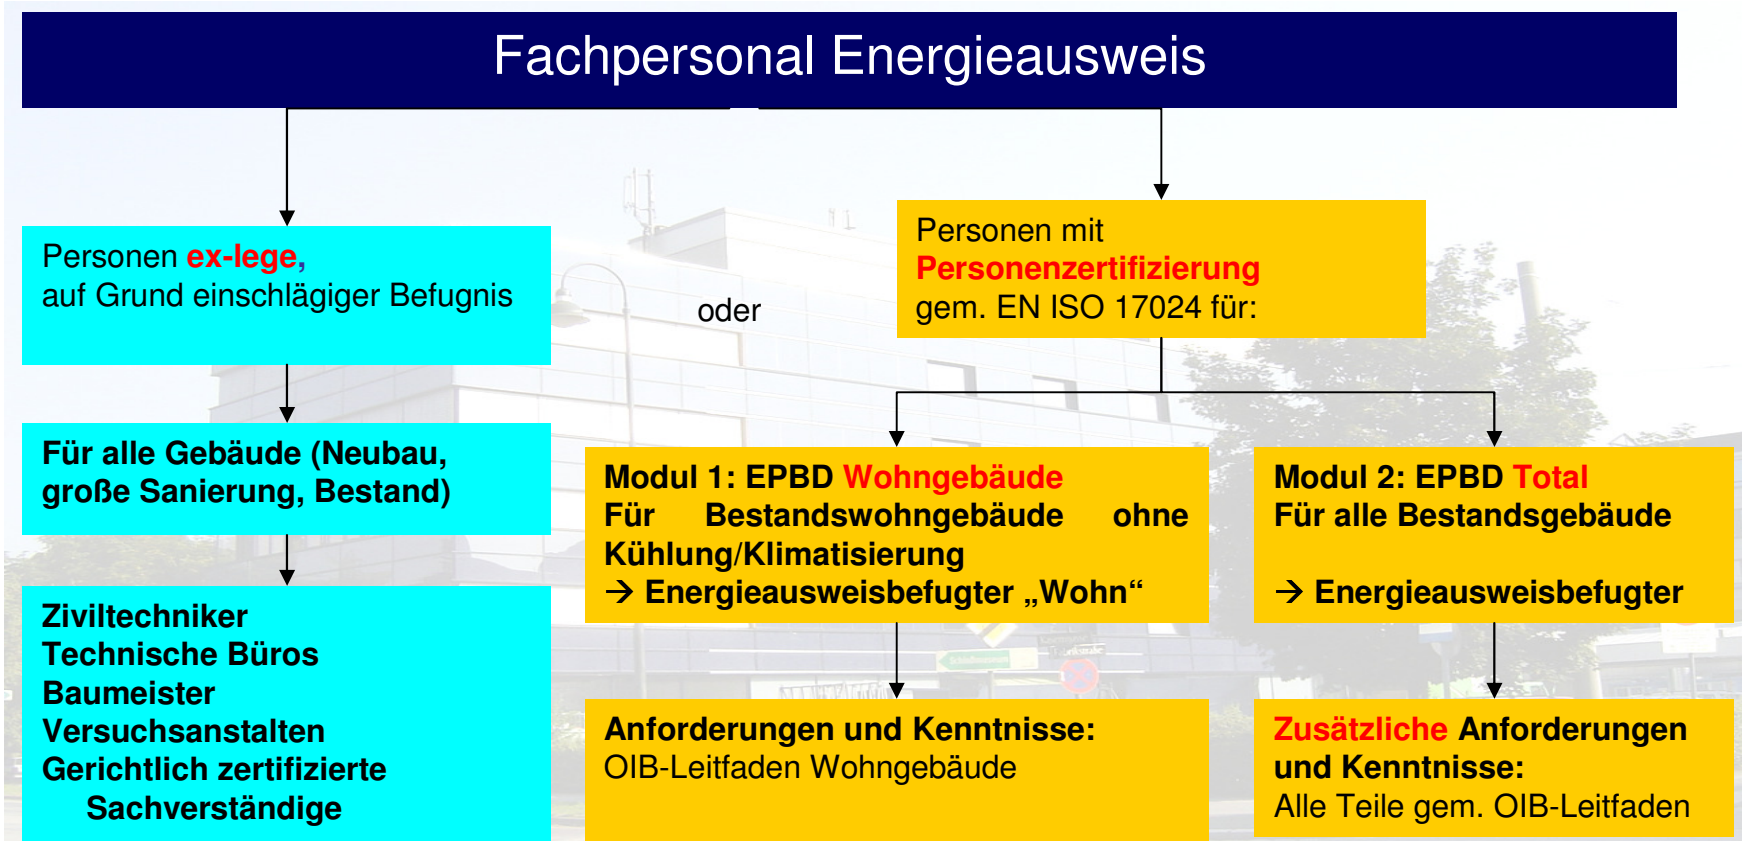 Fachpersonal Energieausweis
Personen ex-lege,
auf Grund einschlägiger Befugnis
oder
Personen mit
Personenzertifizierung
gem. EN ISO 17024 für:
Für alle Gebäude (Neubau,
große Sanierung, Bestand)
Modul 1: EPBD Wohngebäude
Für Bestandswohngebäude ohne
Kühlung/Klimatisierung
→ Energieausweisbefugter „Wohn“
Modul 2: EPBD Total
Für alle Bestandsgebäude
→ Energieausweisbefugter
Ziviltechniker
Technische Büros
Baumeister
Versuchsanstalten
Gerichtlich zertifizierte
Sachverständige
Anforderungen und Kenntnisse:
OIB-Leitfaden Wohngebäude
Zusätzliche Anforderungen
und Kenntnisse:
Alle Teile gem. OIB-Leitfaden